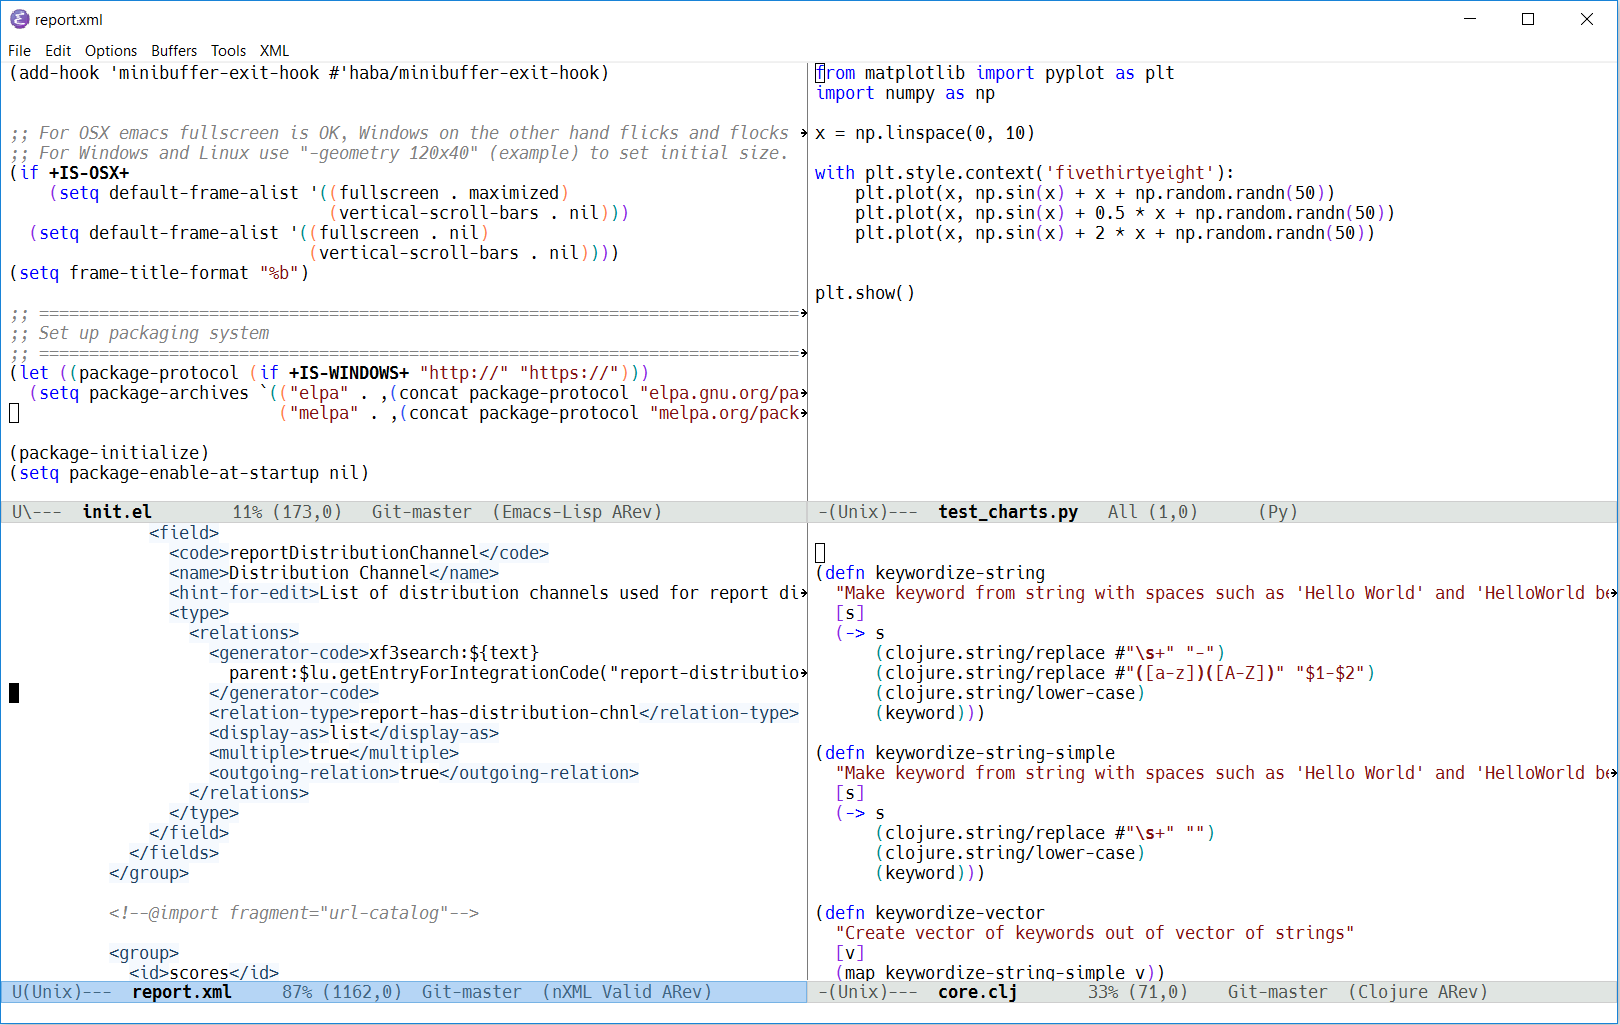 report.xml
File Edit Options Buffers Tools XML
(add-hook 'minibuffer-exit-hook #'haba/minibuffer-exit-hook)
;; For OSX emacs fullscreen is OK, Windows on the other hand flicks and flocks
;; For Windows and Linux use "-geometry 120x40" (example) to set initial size.
(if +IS-OSX+
    (setq default-frame-alist '((fullscreen . maximized)
                                (vertical-scroll-bars . nil)))
  (setq default-frame-alist '((fullscreen . nil)
                              (vertical-scroll-bars . nil))))
(setq frame-title-format "%b")
;; ============================================================================
;; Set up packaging system
;; ============================================================================
(let ((package-protocol (if +IS-WINDOWS+ "http://" "https://")))
  (setq package-archives `(("elpa" . ,(concat package-protocol "elpa.gnu.org/pa
                           ("melpa" . ,(concat package-protocol "melpa.org/pack
(package-initialize)
(setq package-enable-at-startup nil)
U\--- init.el 11% (173,0) Git-master (Emacs-Lisp ARev)
from matplotlib import pyplot as plt
import numpy as np
x = np.linspace(0, 10)
with plt.style.context('fivethirtyeight'):
    plt.plot(x, np.sin(x) + x + np.random.randn(50))
    plt.plot(x, np.sin(x) + 0.5 * x + np.random.randn(50))
    plt.plot(x, np.sin(x) + 2 * x + np.random.randn(50))
plt.show()
-(Unix)--- test_charts.py All (1,0) (Py)
              <field>
                <code>reportDistributionChannel</code>
                <name>Distribution Channel</name>
                <hint-for-edit>List of distribution channels used for report di
                <type>
                  <relations>
                    <generator-code>xf3search:${text}
                      parent:$lu.getEntryForIntegrationCode("report-distributio
                    </generator-code>
                    <relation-type>report-has-distribution-chnl</relation-type>
                    <display-as>list</display-as>
                    <multiple>true</multiple>
                    <outgoing-relation>true</outgoing-relation>
                  </relations>
                </type>
              </field>
            </fields>
          </group>
          <!--@import fragment="url-catalog"-->
          <group>
            <id>scores</id>
U(Unix)--- report.xml 87% (1162,0) Git-master (nXML Valid ARev)
(defn keywordize-string
  "Make keyword from string with spaces such as 'Hello World' and 'HelloWorld be
  [s]
  (-> s
      (clojure.string/replace #"\s+" "-")
      (clojure.string/replace #"([a-z])([A-Z])" "$1-$2")
      (clojure.string/lower-case)
      (keyword)))
(defn keywordize-string-simple
  "Make keyword from string with spaces such as 'Hello World' and 'HelloWorld be
  [s]
  (-> s
      (clojure.string/replace #"\s+" "")
      (clojure.string/lower-case)
      (keyword)))
(defn keywordize-vector
  "Create vector of keywords out of vector of strings"
  [v]
  (map keywordize-string-simple v))
-(Unix)--- core.clj 33% (71,0) Git-master (Clojure ARev)